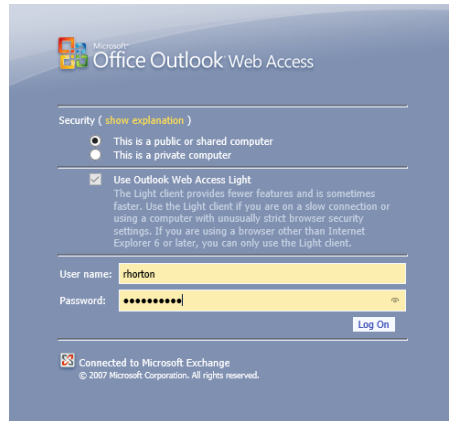 Microsoft®
Office Outlook Web Access
Security ( show explanation )
This is a public or shared computer
This is a private computer
Use Outlook Web Access Light
The Light client provides fewer features and is sometimes
faster. Use the Light client if you are on a slow connection or
using a computer with unusually strict browser security
settings. If you are using a browser other than Internet
Explorer 6 or later, you can only use the Light client.
User name: rhorton
Password: ●●●●●●●●●●
Log On
Connected to Microsoft Exchange
© 2007 Microsoft Corporation. All rights reserved.